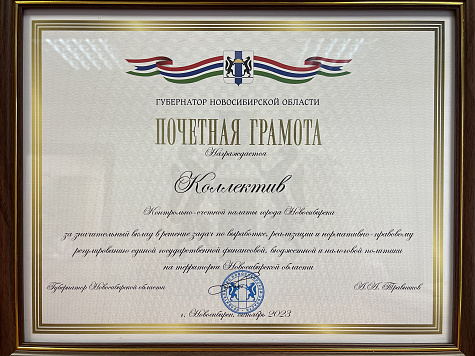 ГУБЕРНАТОР НОВОСИБИРСКОЙ ОБЛАСТИ
ПОЧЕТНАЯ ГРАМОТА
Награждается
Коллектив
Контрольно-счетной палаты города Новосибирска
за значительный вклад в решение задач по выработке, реализации и нормативно-правовому
регулированию единой государственной финансовой, бюджетной и налоговой политики
на территории Новосибирской области
Губернатор Новосибирской области А.А. Травников
г. Новосибирск, октябрь 2023